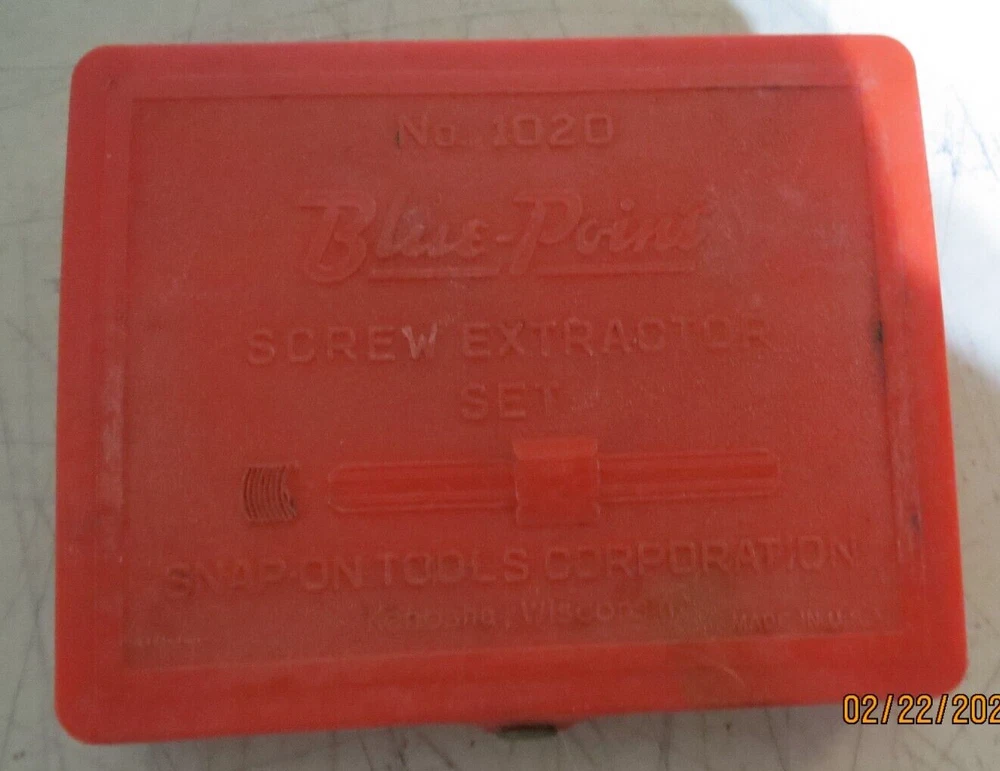 No. 1020
Blue-Point
SCREW EXTRACTOR
SET
SNAP-ON TOOLS CORPORATION
Kenosha, Wisconsin
MADE IN U.S.
02/22/202